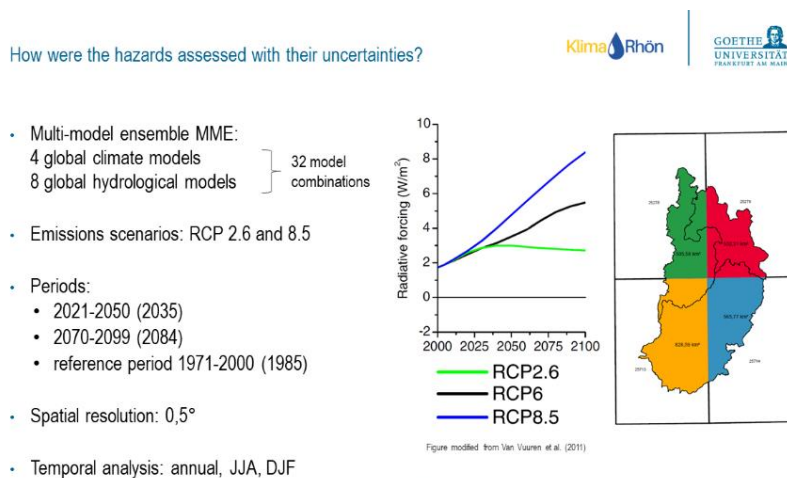 How were the hazards assessed with their uncertainties?
Klima Rhön
GOETHE
UNIVERSITÄT
FRANKFURT AM MAIN
• Multi-model ensemble MME:
4 global climate models
8 global hydrological models
32 model
combinations
• Emissions scenarios: RCP 2.6 and 8.5
• Periods:
• 2021-2050 (2035)
• 2070-2099 (2084)
• reference period 1971-2000 (1985)
• Spatial resolution: 0,5°
• Temporal analysis: annual, JJA, DJF
Radiative forcing (W/m²)
10
8
6
4
2
0
-2
2000
2025
2050
2075
2100
RCP2.6
RCP6
RCP8.5
Figure modified from Van Vuuren et al. (2011)